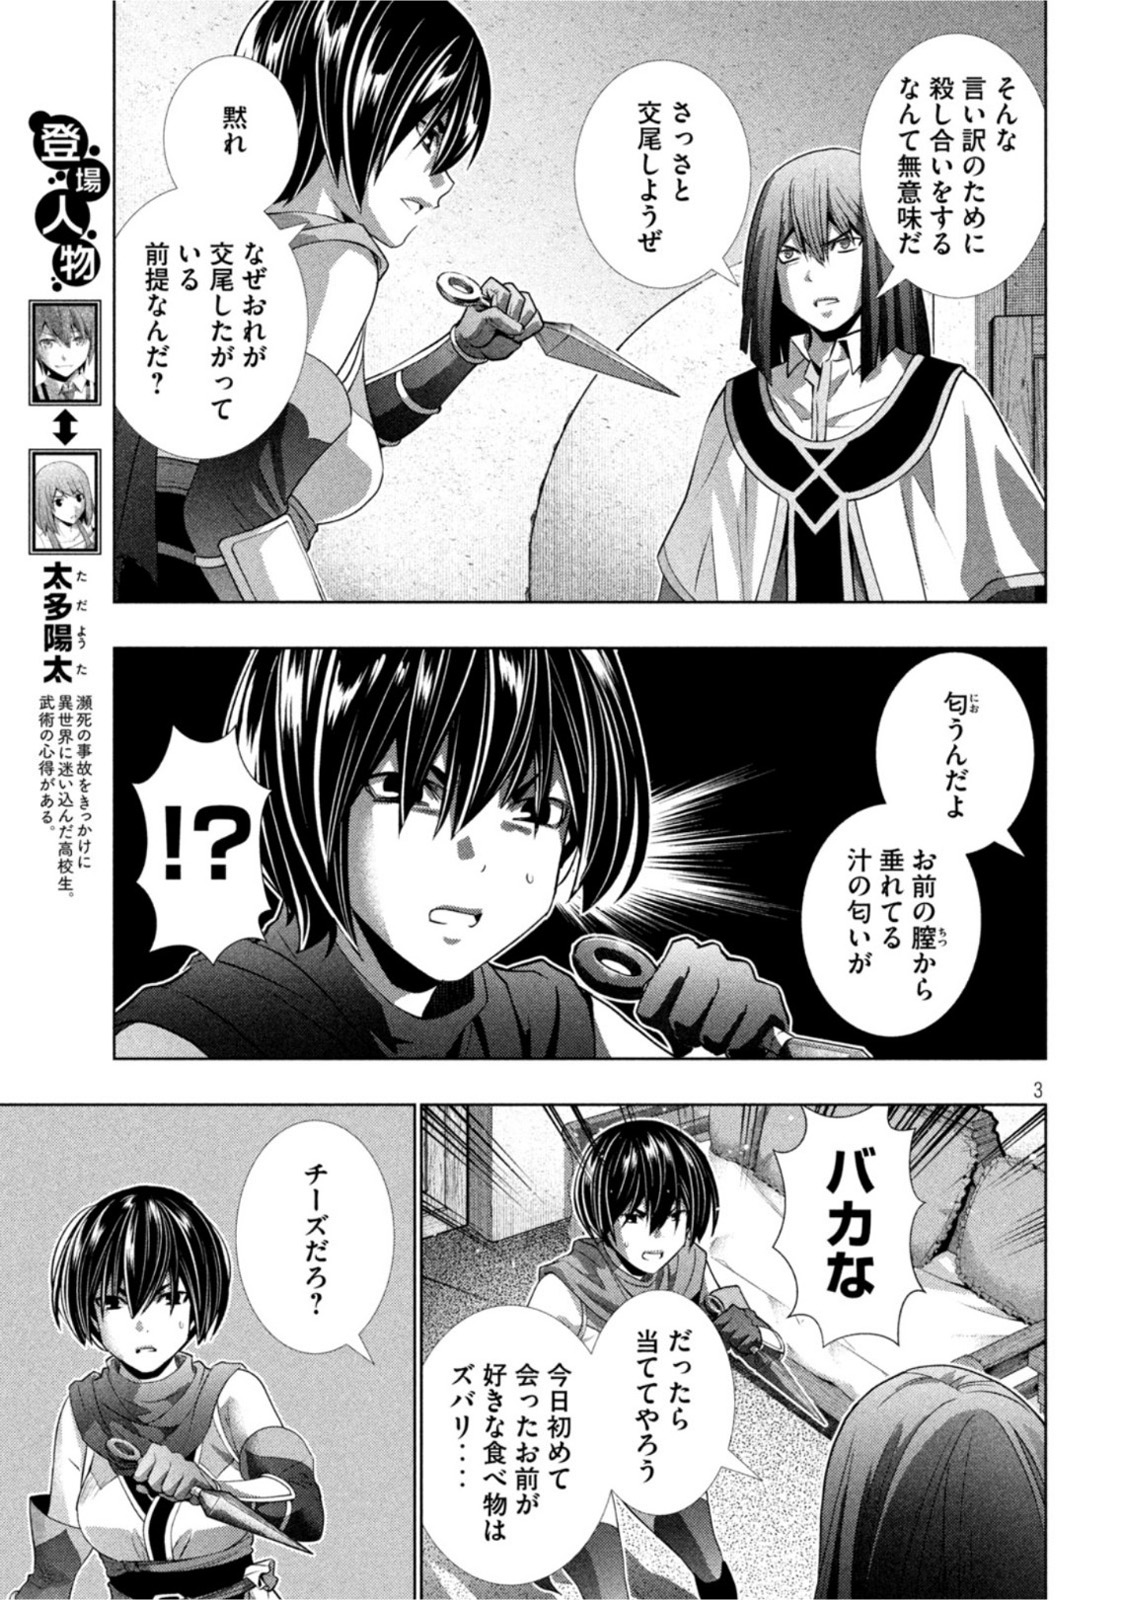 そんな
言い訳のために
殺し合いをする
なんて無意味だ
さっさと
交尾しようぜ
黙れ
なぜおれが
交尾したがって
いる
前提なんだ？
匂うんだよ
にお
お前の膣から
ちつ
垂れてる
汁の匂いが
！？
バカな
だったら
当ててやろう
今日初めて
会ったお前が
好きな食べ物は
ズバリ‥‥
チーズだろ？
3
登場人物
太多陽太
ただようた
瀕死の事故をきっかけに
異世界に迷い込んだ高校生。
武術の心得がある。